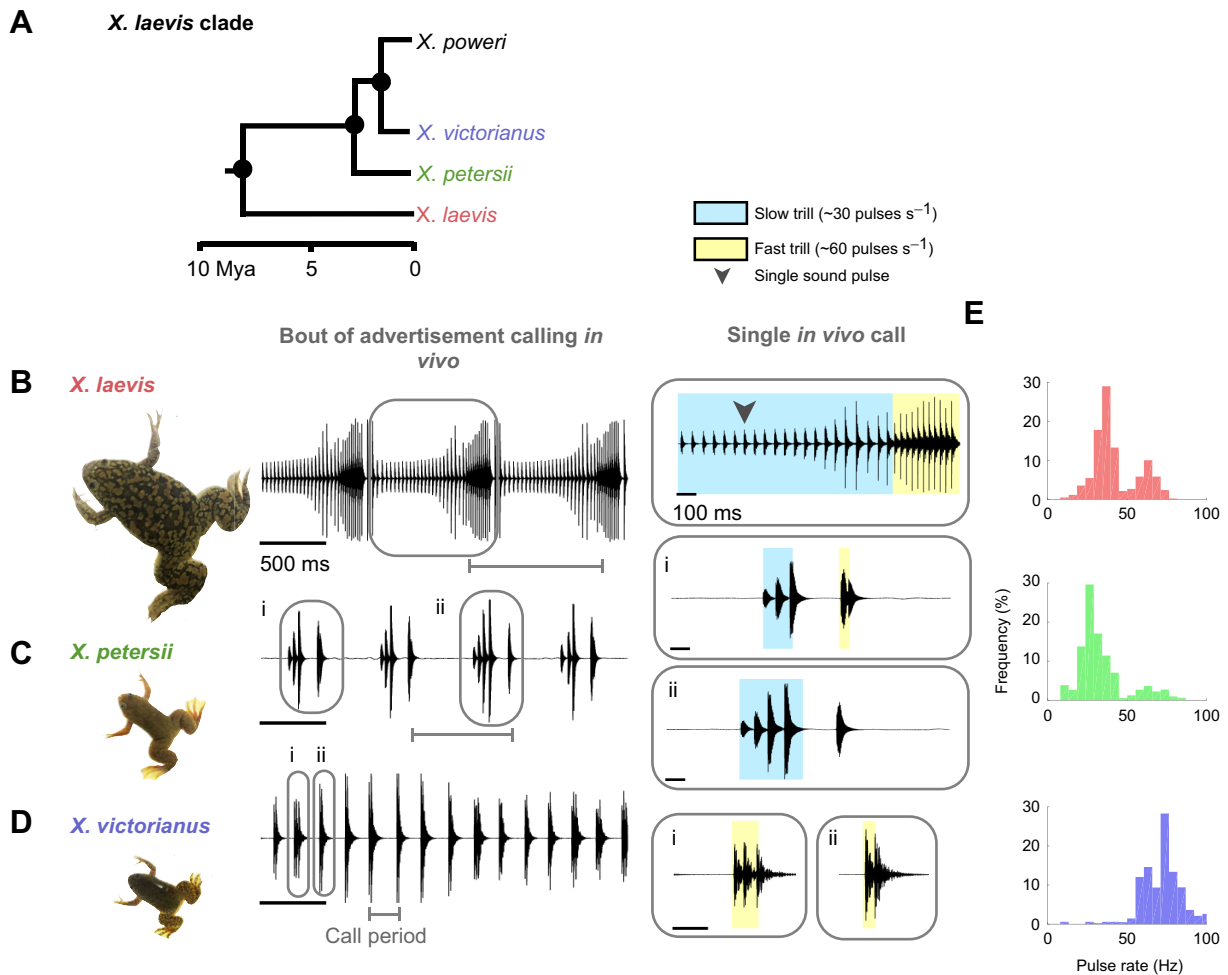 A
X. laevis clade
X. poweri
X. victorianus
X. petersii
X. laevis
10 Mya 5 0
Slow trill (~30 pulses s⁻¹)
Fast trill (~60 pulses s⁻¹)
Single sound pulse
Bout of advertisement calling in
vivo
Single in vivo call
E
B
X. laevis
500 ms
100 ms
30
20
10
0
0 50 100
C
X. petersii
i
ii
i
ii
Frequency (%)
30
20
10
0
0 50 100
D
X. victorianus
i
ii
Call period
i
ii
30
20
10
0
0 50 100
Pulse rate (Hz)